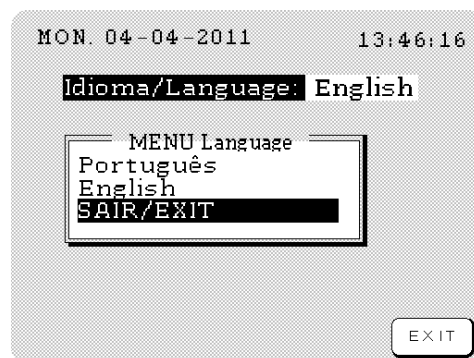 MON. 04-04-2011 13:46:16
Idioma/Language: English
MENU Language
Português
English
SAIR/EXIT
EXIT